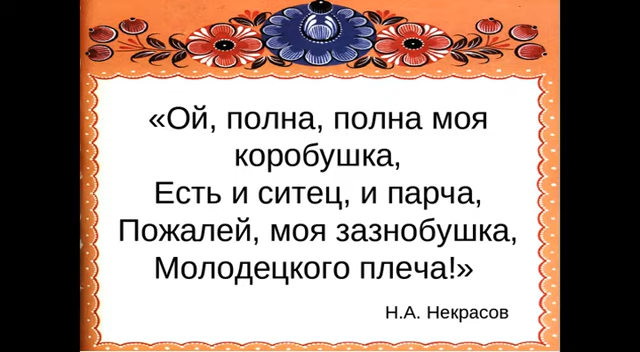 «Ой, полна, полна моя
коробушка,
Есть и ситец, и парча,
Пожалей, моя зазнобушка,
Молодецкого плеча!»
Н.А. Некрасов